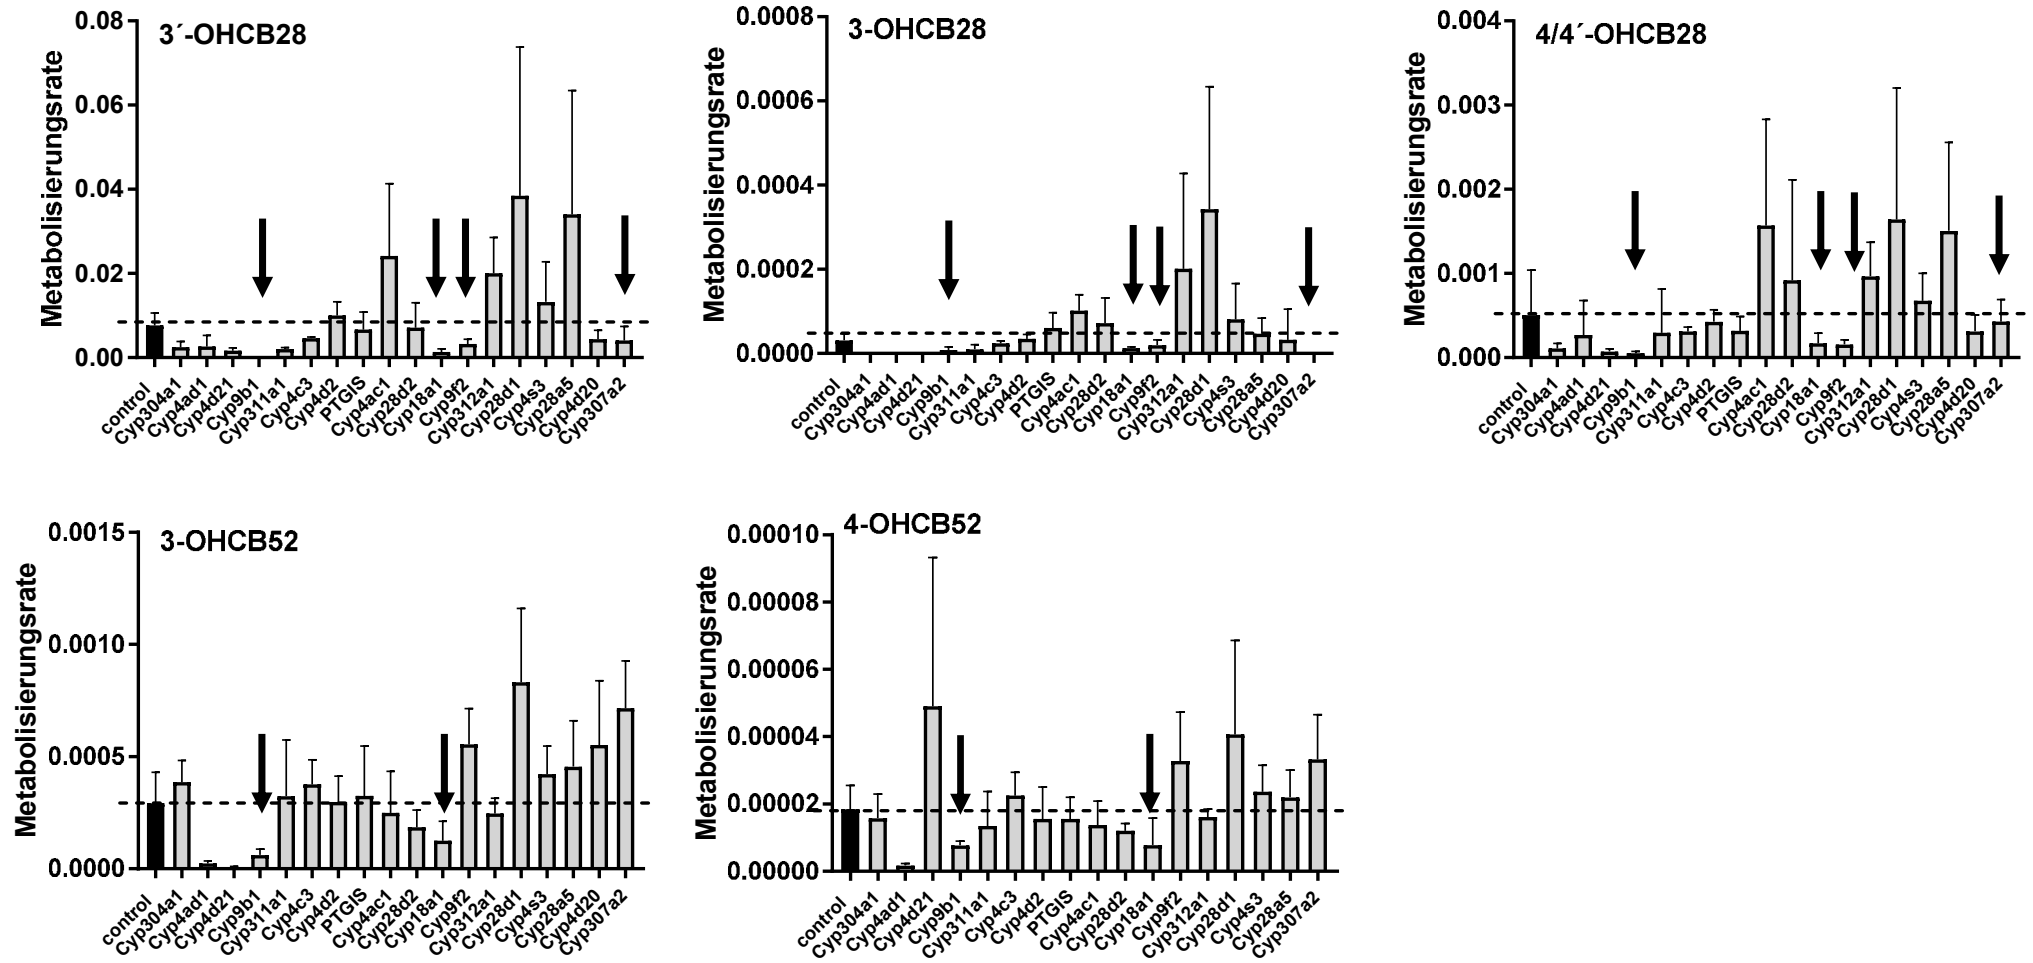 3´-OHCB28
Metabolisierungsrate
0.08
0.06
0.04
0.02
0.00
control
Cyp304a1
Cyp4ad1
Cyp4d21
Cyp9b1
Cyp311a1
Cyp4c3
Cyp4d2
PTGIS
Cyp4ac1
Cyp28d2
Cyp18a1
Cyp9f2
Cyp312a1
Cyp28d1
Cyp4s3
Cyp28a5
Cyp4d20
Cyp307a2
3-OHCB28
Metabolisierungsrate
0.0008
0.0006
0.0004
0.0002
0.0000
control
Cyp304a1
Cyp4ad1
Cyp4d21
Cyp9b1
Cyp311a1
Cyp4c3
Cyp4d2
PTGIS
Cyp4ac1
Cyp28d2
Cyp18a1
Cyp9f2
Cyp312a1
Cyp28d1
Cyp4s3
Cyp28a5
Cyp4d20
Cyp307a2
4/4´-OHCB28
Metabolisierungsrate
0.004
0.003
0.002
0.001
0.000
control
Cyp304a1
Cyp4ad1
Cyp4d21
Cyp9b1
Cyp311a1
Cyp4c3
Cyp4d2
PTGIS
Cyp4ac1
Cyp28d2
Cyp18a1
Cyp9f2
Cyp312a1
Cyp28d1
Cyp4s3
Cyp28a5
Cyp4d20
Cyp307a2
3-OHCB52
Metabolisierungsrate
0.0015
0.0010
0.0005
0.0000
control
Cyp304a1
Cyp4ad1
Cyp4d21
Cyp9b1
Cyp311a1
Cyp4c3
Cyp4d2
PTGIS
Cyp4ac1
Cyp28d2
Cyp18a1
Cyp9f2
Cyp312a1
Cyp28d1
Cyp4s3
Cyp28a5
Cyp4d20
Cyp307a2
4-OHCB52
Metabolisierungsrate
0.00010
0.00008
0.00006
0.00004
0.00002
0.00000
control
Cyp304a1
Cyp4ad1
Cyp4d21
Cyp9b1
Cyp311a1
Cyp4c3
Cyp4d2
PTGIS
Cyp4ac1
Cyp28d2
Cyp18a1
Cyp9f2
Cyp312a1
Cyp28d1
Cyp4s3
Cyp28a5
Cyp307a2